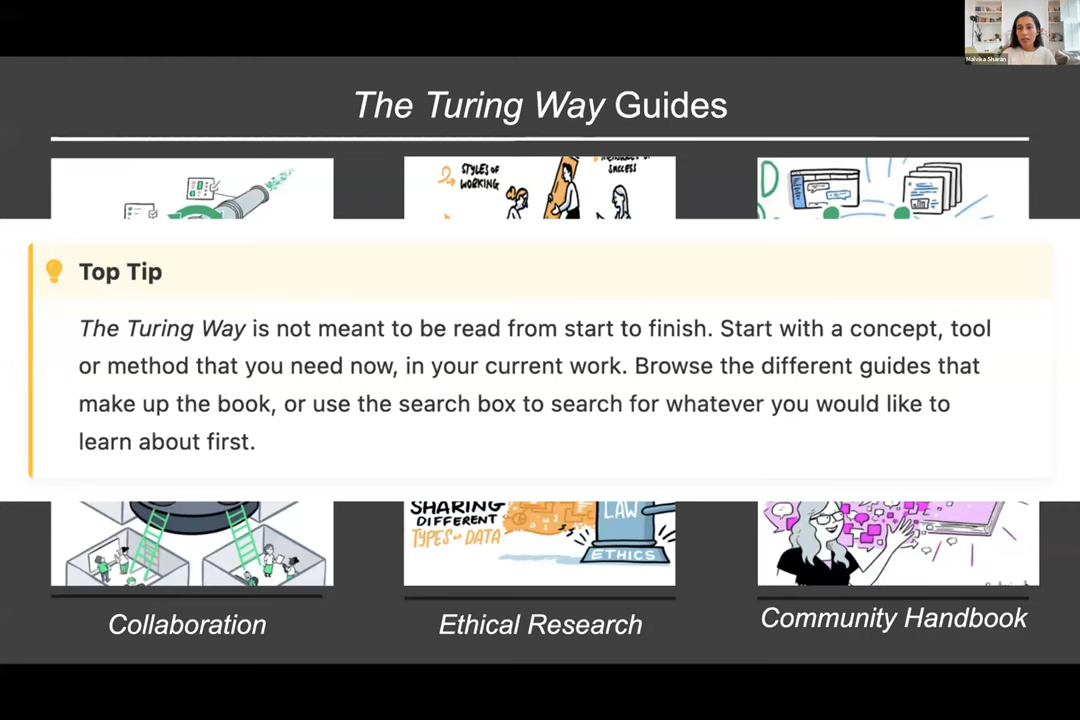 Malvika Sharan
The Turing Way Guides
STYLES OF
WORKING
SUCCESS
Top Tip
The Turing Way is not meant to be read from start to finish. Start with a concept, tool
or method that you need now, in your current work. Browse the different guides that
make up the book, or use the search box to search for whatever you would like to
learn about first.
SHARING
DIFFERENT
TYPES OF DATA
LAW
ETHICS
Collaboration
Ethical Research
Community Handbook